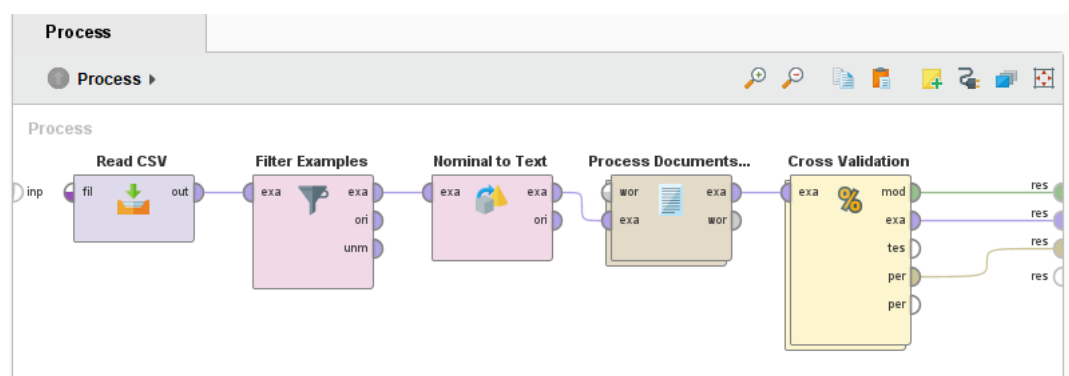 Process
Process
Process
Read CSV
Filter Examples
Nominal to Text
Process Documents...
Cross Validation
inp
fil
out
exa
exa
ori
unm
exa
exa
ori
wor
exa
exa
wor
exa
mod
exa
tes
per
per
res
res
res
res